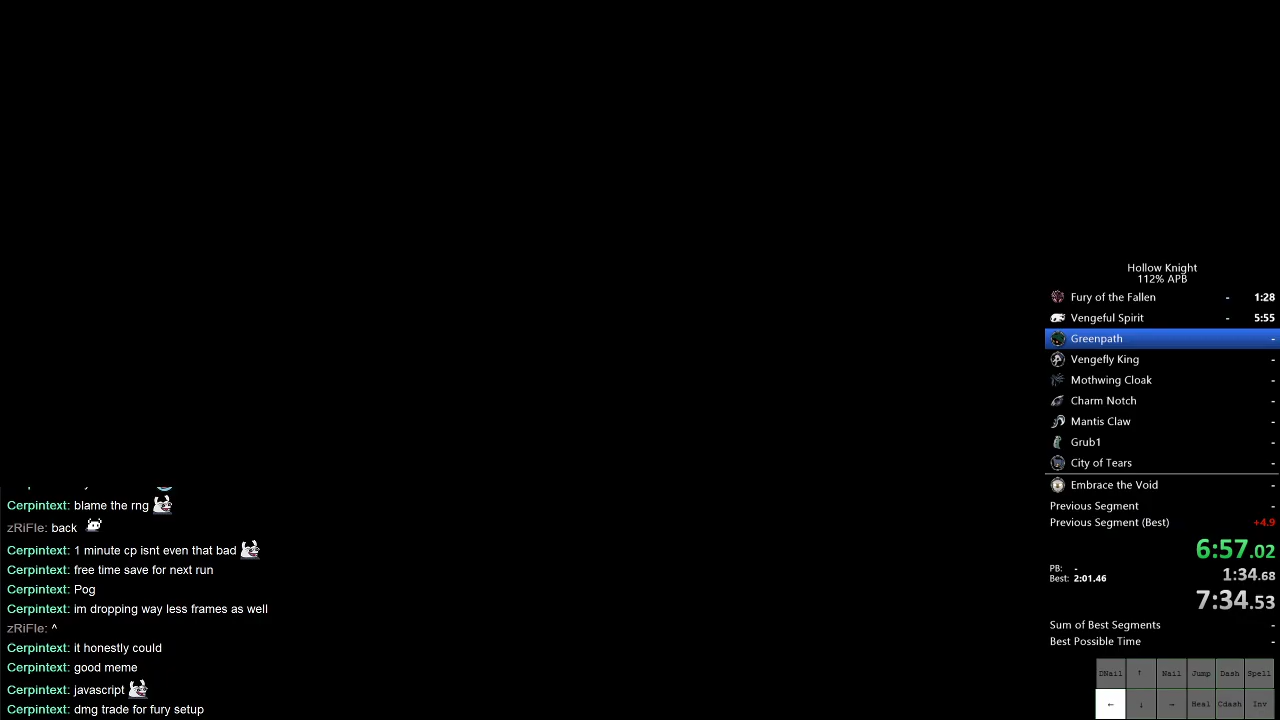 Hollow Knight
112% APB
Fury of the Fallen - 1:28
Vengeful Spirit - 5:55
Greenpath -
Vengefly King -
Mothwing Cloak -
Charm Notch -
Mantis Claw -
Grub1 -
City of Tears -
Embrace the Void -
Previous Segment -
Previous Segment (Best) +4.9
6:57.02
PB: -
Best: 2:01.46
1:34.68
7:34.53
Sum of Best Segments -
Best Possible Time -
DNail ↑ Nail Jump Dash Spell
← ↓ → Heal Cdash Inv
Cerpintext: blame the rng
zRiFle: back
Cerpintext: 1 minute cp isnt even that bad
Cerpintext: free time save for next run
Cerpintext: Pog
Cerpintext: im dropping way less frames as well
zRiFle: ^
Cerpintext: it honestly could
Cerpintext: good meme
Cerpintext: javascript
Cerpintext: dmg trade for fury setup